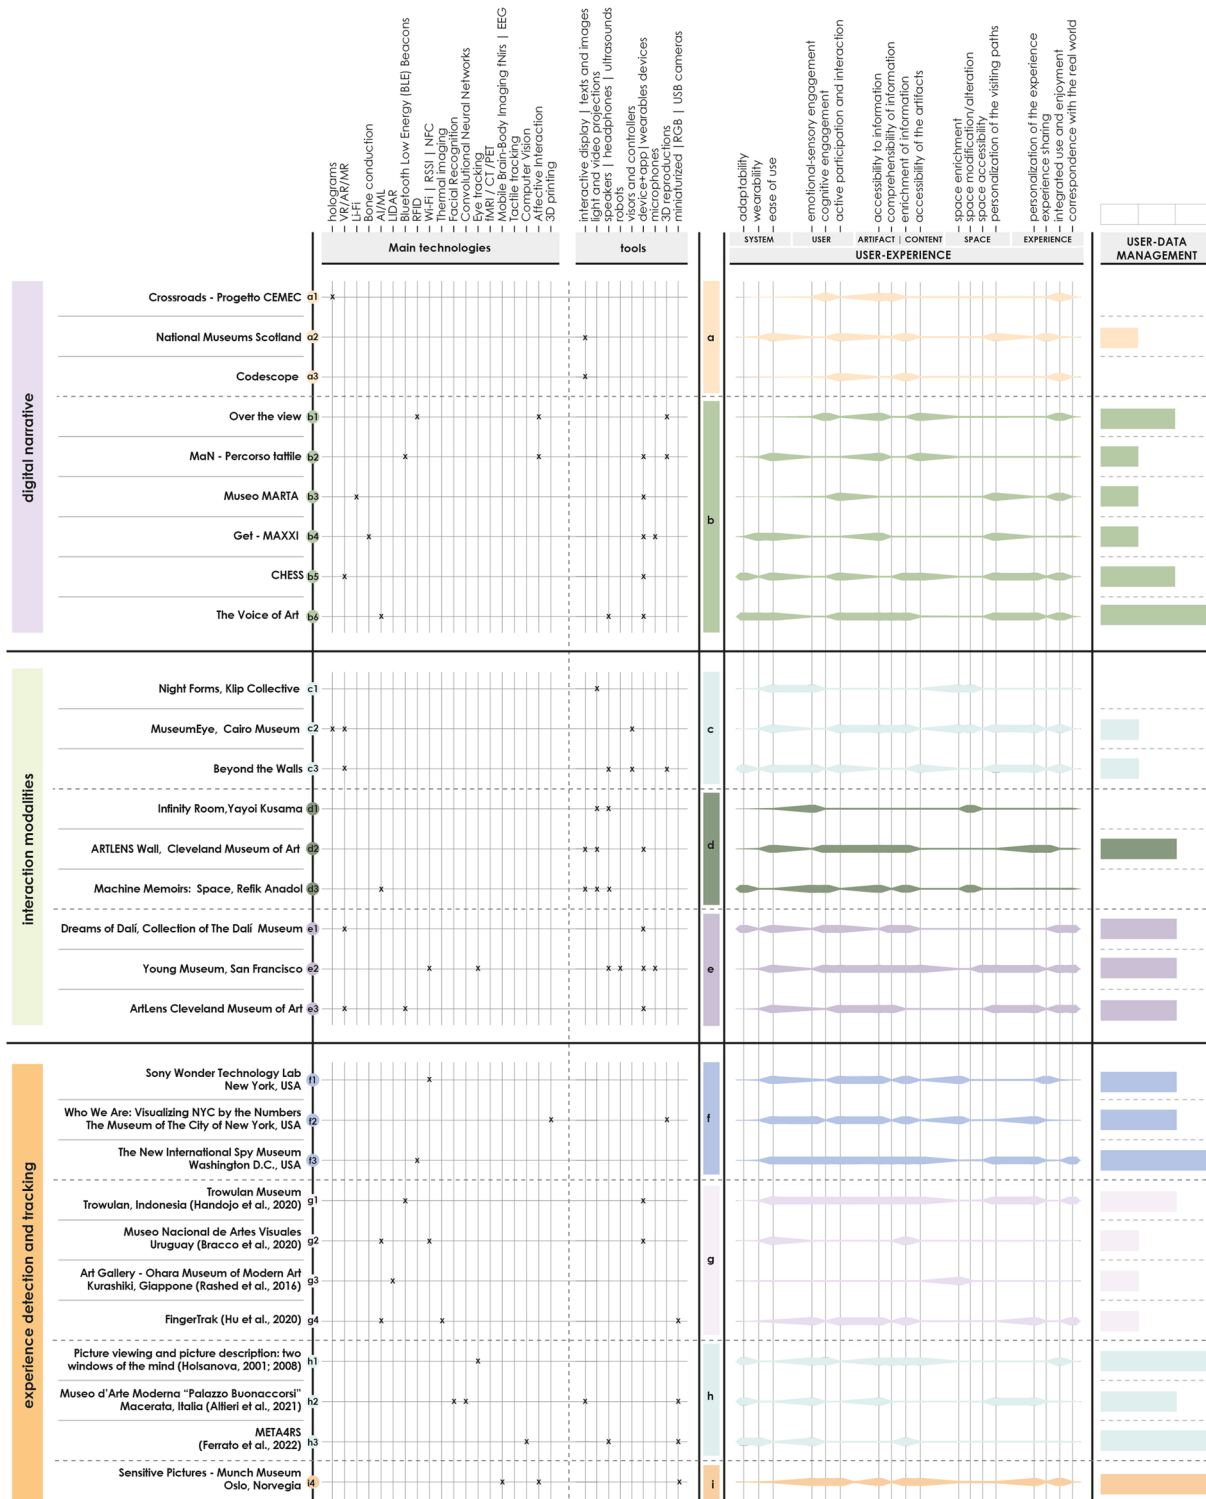 holograms
VR/AR/MR
Li-Fi
Bone conduction
AI/ML
LIDAR
Bluetooth Low Energy (BLE) Beacons
RFID
Wi-Fi | RSSI | NFC
Thermal imaging
Facial Recognition
Convolutional Neural Networks
Eye tracking
fMRI / CT /PET
Mobile Brain-Body Imaging fNirs | EEG
Tactile tracking
Computer Vision
Affective Interaction
3D printing
interactive display | texts and images
light and video projections
speakers | headphones | ultrasounds
robots
visors and controllers
device+app|wearables devices
microphones
3D reproductions
miniaturized |RGB | USB cameras
adaptability
wearability
ease of use
emotional-sensory engagement
cognitive engagement
active participation and interaction
accessibility to information
comprehensibility of information
enrichment of information
accessibility of the artifacts
space enrichment
space modification/alteration
space accessibility
personalization of the visiting paths
personalization of the experience
experience sharing
integrated use and enjoyment
correspondence with the real world
Main technologies
tools
SYSTEM
USER
ARTIFACT | CONTENT
SPACE
EXPERIENCE
USER-EXPERIENCE
USER-DATA
MANAGEMENT
digital narrative
Crossroads - Progetto CEMEC a1 x
National Museums Scotland a2 x
a
Codescope a3 x
Over the view b1 x x x
MaN - Percorso tattile b2 x x x x
Museo MARTA b3 x x
b
Get - MAXXI b4 x x x
CHESS b5 x x
The Voice of Art b6 x x x
interaction modalities
Night Forms, Klip Collective c1 x
MuseumEye, Cairo Museum c2 x x x
c
Beyond the Walls c3 x x x x
Infinity Room,Yayoi Kusama d1 x x
ARTLENS Wall, Cleveland Museum of Art d2 x x x
d
Machine Memoirs: Space, Refik Anadol d3 x x x x
Dreams of Dalí, Collection of The Dalí Museum e1 x x
Young Museum, San Francisco e2 x x x x x x
e
ArtLens Cleveland Museum of Art e3 x x x
experience detection and tracking
Sony Wonder Technology Lab
New York, USA f1 x
Who We Are: Visualizing NYC by the Numbers
The Museum of The City of New York, USA f2 x x
f
The New International Spy Museum
Washington D.C., USA f3 x
Trowulan Museum
Trowulan, Indonesia (Handojo et al., 2020) g1 x x
Museo Nacional de Artes Visuales
Uruguay (Bracco et al., 2020) g2 x x x
g
Art Gallery - Ohara Museum of Modern Art
Kurashiki, Giappone (Rashed et al., 2016) g3 x
FingerTrak (Hu et al., 2020) g4 x x x
Picture viewing and picture description: two
windows of the mind (Holsanova, 2001; 2008) h1 x
Museo d'Arte Moderna "Palazzo Buonaccorsi"
Macerata, Italia (Altieri et al., 2021) h2 x x x x
h
META4RS
(Ferrato et al., 2022) h3 x x x
Sensitive Pictures - Munch Museum
Oslo, Norvegia i4 x x x
i